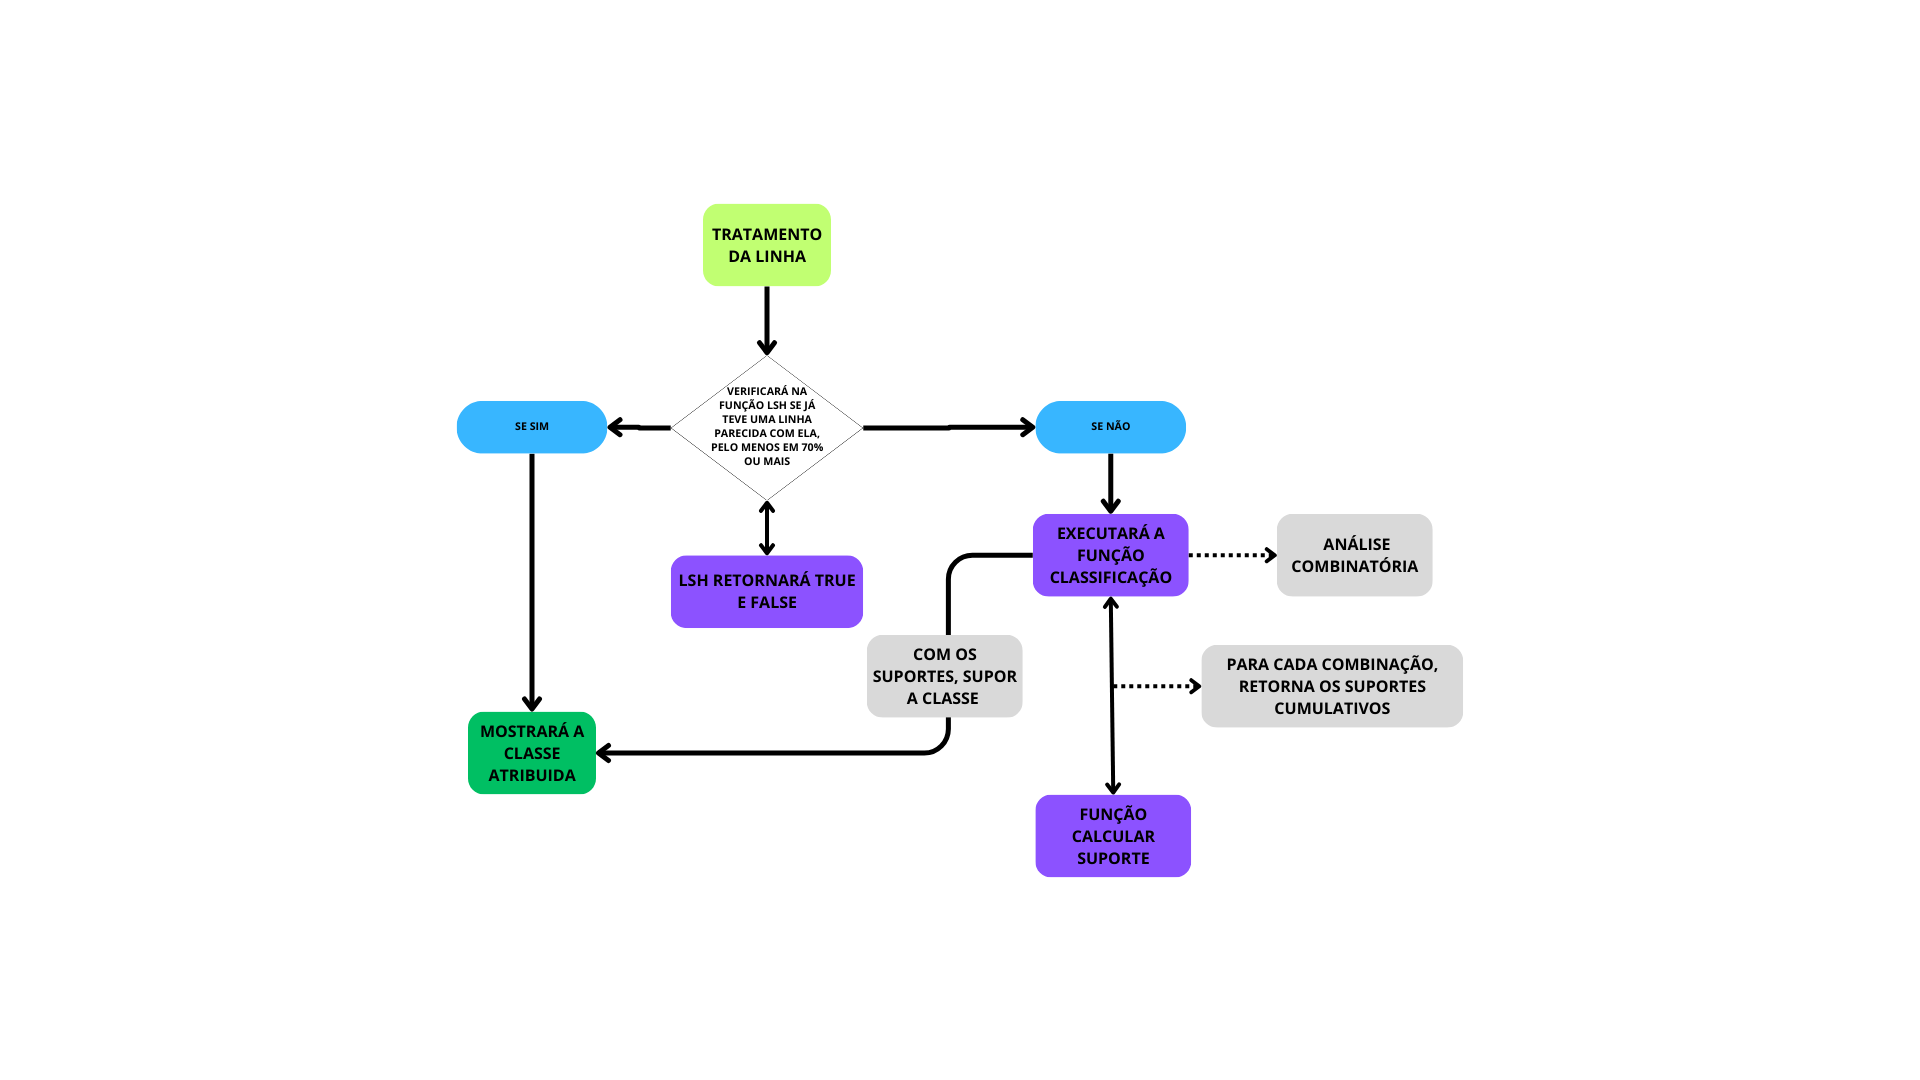 TRATAMENTO
DA LINHA
VERIFICARÁ NA
FUNÇÃO LSH SE JÁ
TEVE UMA LINHA
PARECIDA COM ELA,
PELO MENOS EM 70%
OU MAIS
SE SIM
SE NÃO
EXECUTARÁ A
FUNÇÃO
CLASSIFICAÇÃO
ANÁLISE
COMBINATÓRIA
LSH RETORNARÁ TRUE
E FALSE
COM OS
SUPORTES, SUPOR
A CLASSE
PARA CADA COMBINAÇÃO,
RETORNA OS SUPORTES
CUMULATIVOS
MOSTRARÁ A
CLASSE
ATRIBUIDA
FUNÇÃO
CALCULAR
SUPORTE